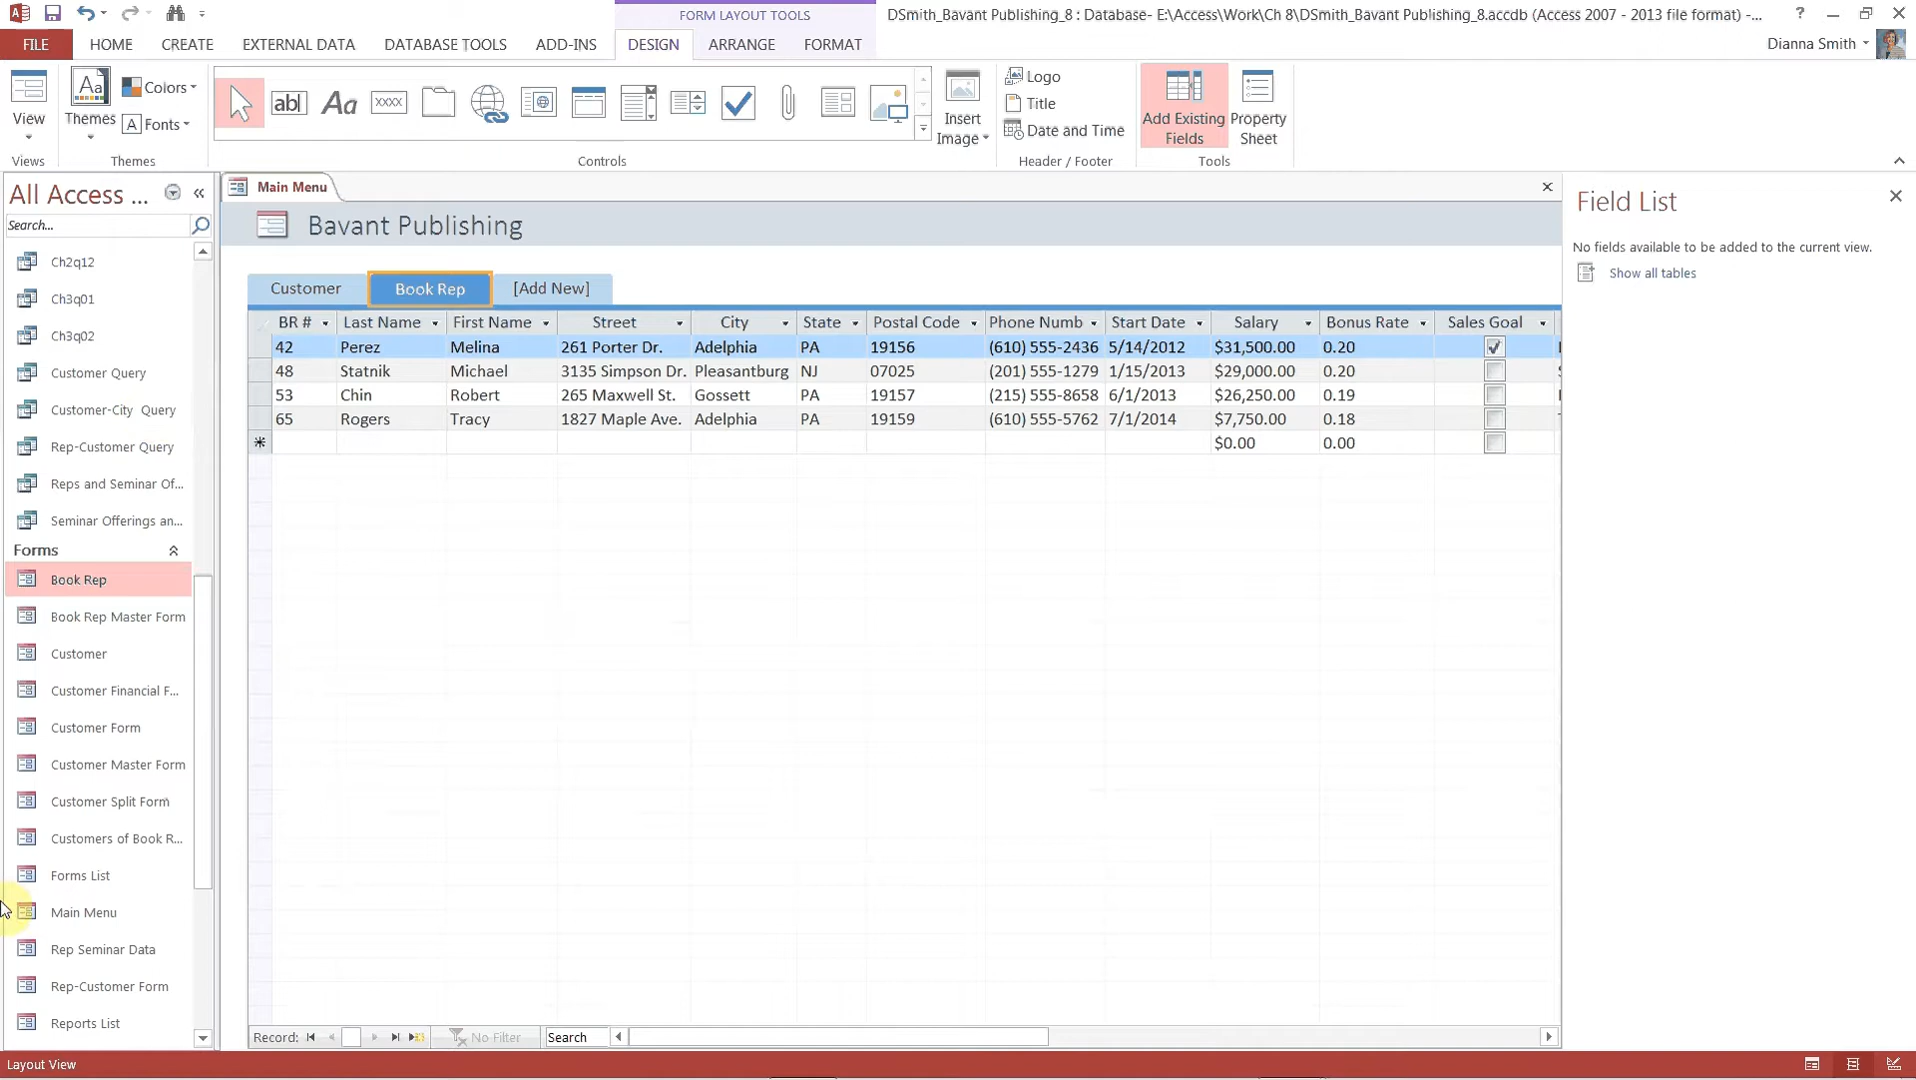 FORM LAYOUT TOOLS
DSmith_Bavant Publishing_8 : Database- E:\Access\Work\Ch 8\DSmith_Bavant Publishing_8.accdb (Access 2007 - 2013 file format) -... ?
FILE HOME CREATE EXTERNAL DATA DATABASE TOOLS ADD-INS DESIGN ARRANGE FORMAT Dianna Smith
View
Themes
Aa
Colors
A Fonts
ab|
Aa
XXXX
Insert Image
Logo
Title
Date and Time
Add Existing Fields
Property Sheet
Views Themes Controls Header / Footer Tools
All Access ... «
Search...
Ch2q12
Ch3q01
Ch3q02
Customer Query
Customer-City Query
Rep-Customer Query
Reps and Seminar Of...
Seminar Offerings an...
Forms
Book Rep
Book Rep Master Form
Customer
Customer Financial F...
Customer Form
Customer Master Form
Customer Split Form
Customers of Book R...
Forms List
Main Menu
Rep Seminar Data
Rep-Customer Form
Reports List
Main Menu
Bavant Publishing
Customer Book Rep [Add New]
BR # Last Name First Name Street City State Postal Code Phone Numb Start Date Salary Bonus Rate Sales Goal
42 Perez Melina 261 Porter Dr. Adelphia PA 19156 (610) 555-2436 5/14/2012 $31,500.00 0.20
48 Statnik Michael 3135 Simpson Dr. Pleasantburg NJ 07025 (201) 555-1279 1/15/2013 $29,000.00 0.20
53 Chin Robert 265 Maxwell St. Gossett PA 19157 (215) 555-8658 6/1/2013 $26,250.00 0.19
65 Rogers Tracy 1827 Maple Ave. Adelphia PA 19159 (610) 555-5762 7/1/2014 $7,750.00 0.18
* $0.00 0.00
Record: No Filter Search
Field List
No fields available to be added to the current view.
Show all tables
Layout View